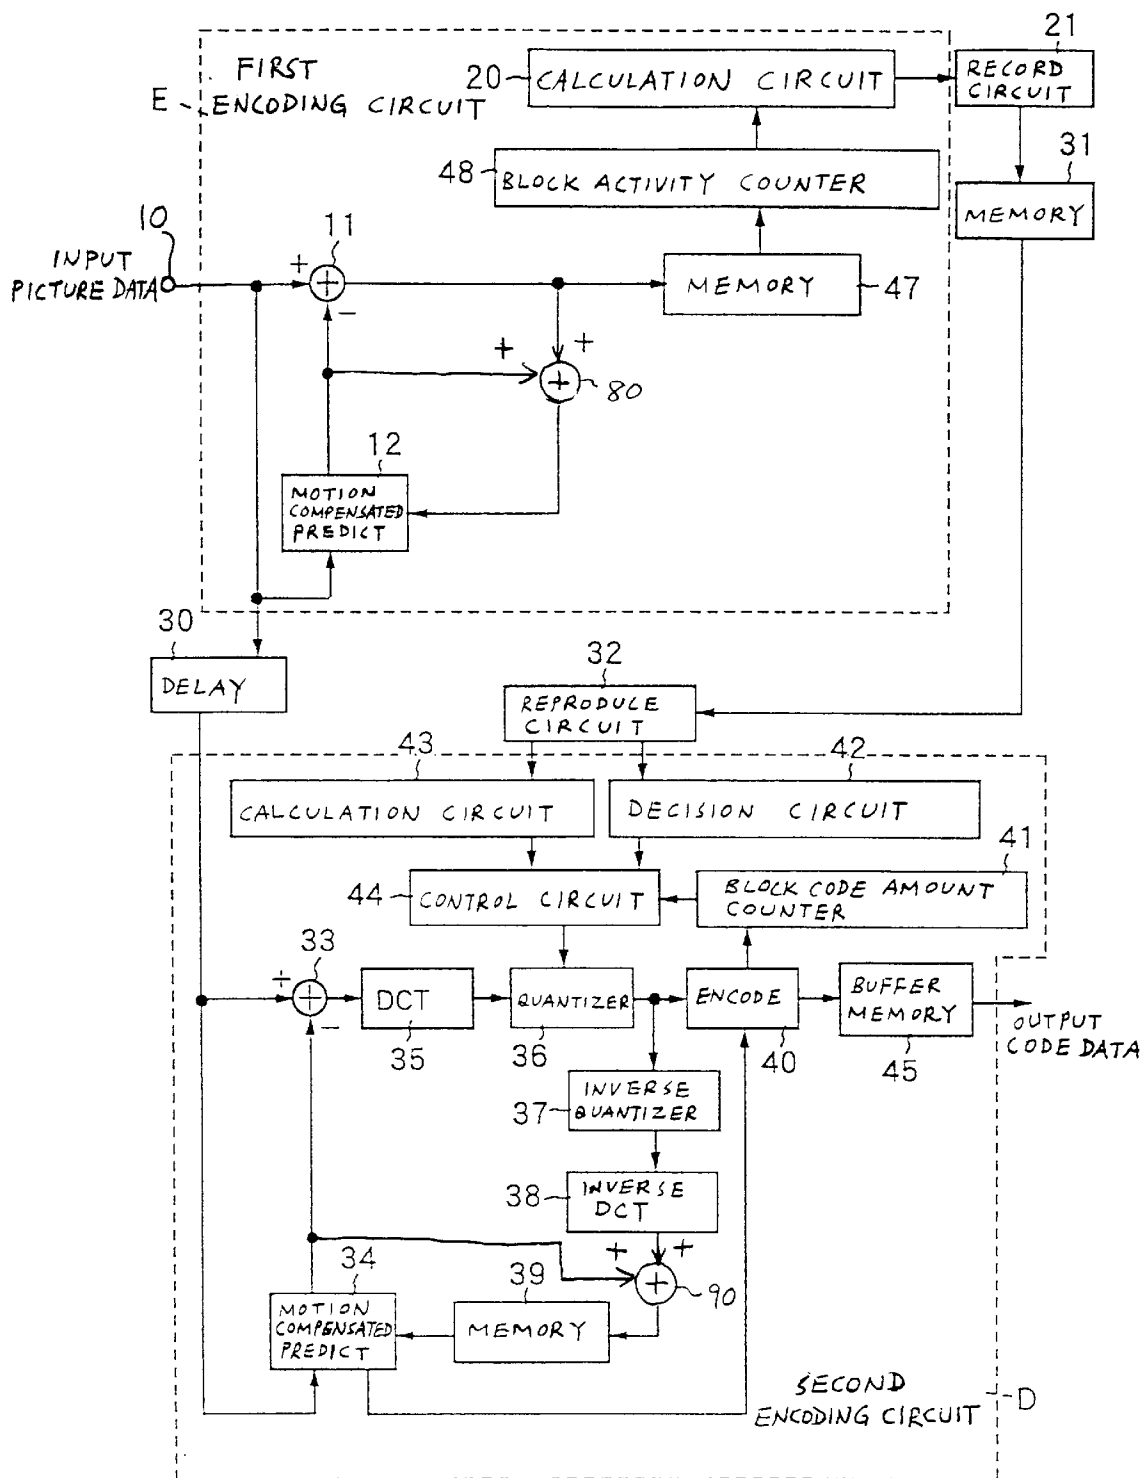 21
FIRST
ENCODING CIRCUIT
E
20
CALCULATION CIRCUIT
RECORD
CIRCUIT
48
BLOCK ACTIVITY COUNTER
31
MEMORY
10
INPUT
PICTURE DATA
+
11
+
−
MEMORY
47
+
+
+
80
12
MOTION
COMPENSATED
PREDICT
30
DELAY
32
REPRODUCE
CIRCUIT
43
CALCULATION CIRCUIT
42
DECISION CIRCUIT
41
44
CONTROL CIRCUIT
BLOCK CODE AMOUNT
COUNTER
33
+
+
−
DCT
35
QUANTIZER
36
ENCODE
40
BUFFER
MEMORY
45
OUTPUT
CODE DATA
37
INVERSE
QUANTIZER
38
INVERSE
DCT
+
+
+
90
34
MOTION
COMPENSATED
PREDICT
39
MEMORY
SECOND
ENCODING CIRCUIT
D